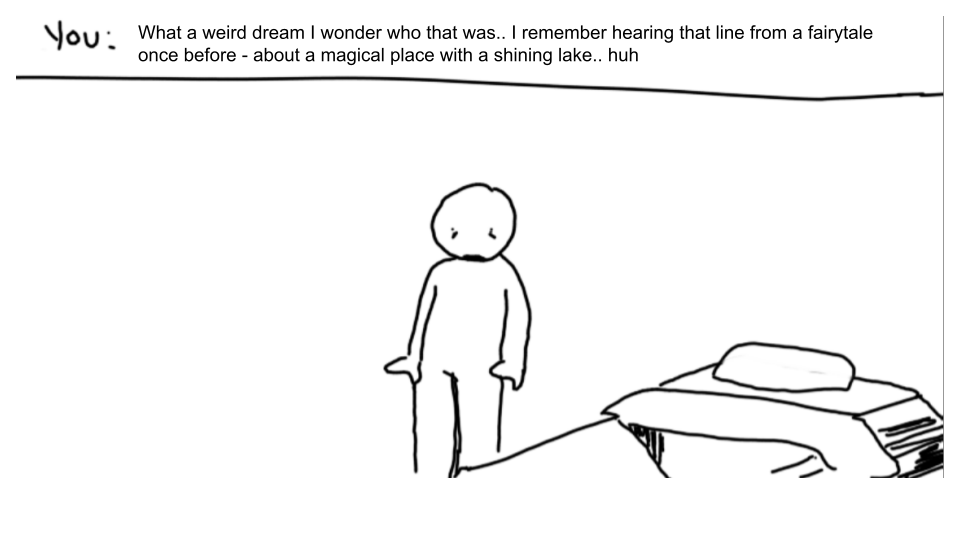 You: What a weird dream I wonder who that was.. I remember hearing that line from a fairytale
once before - about a magical place with a shining lake.. huh